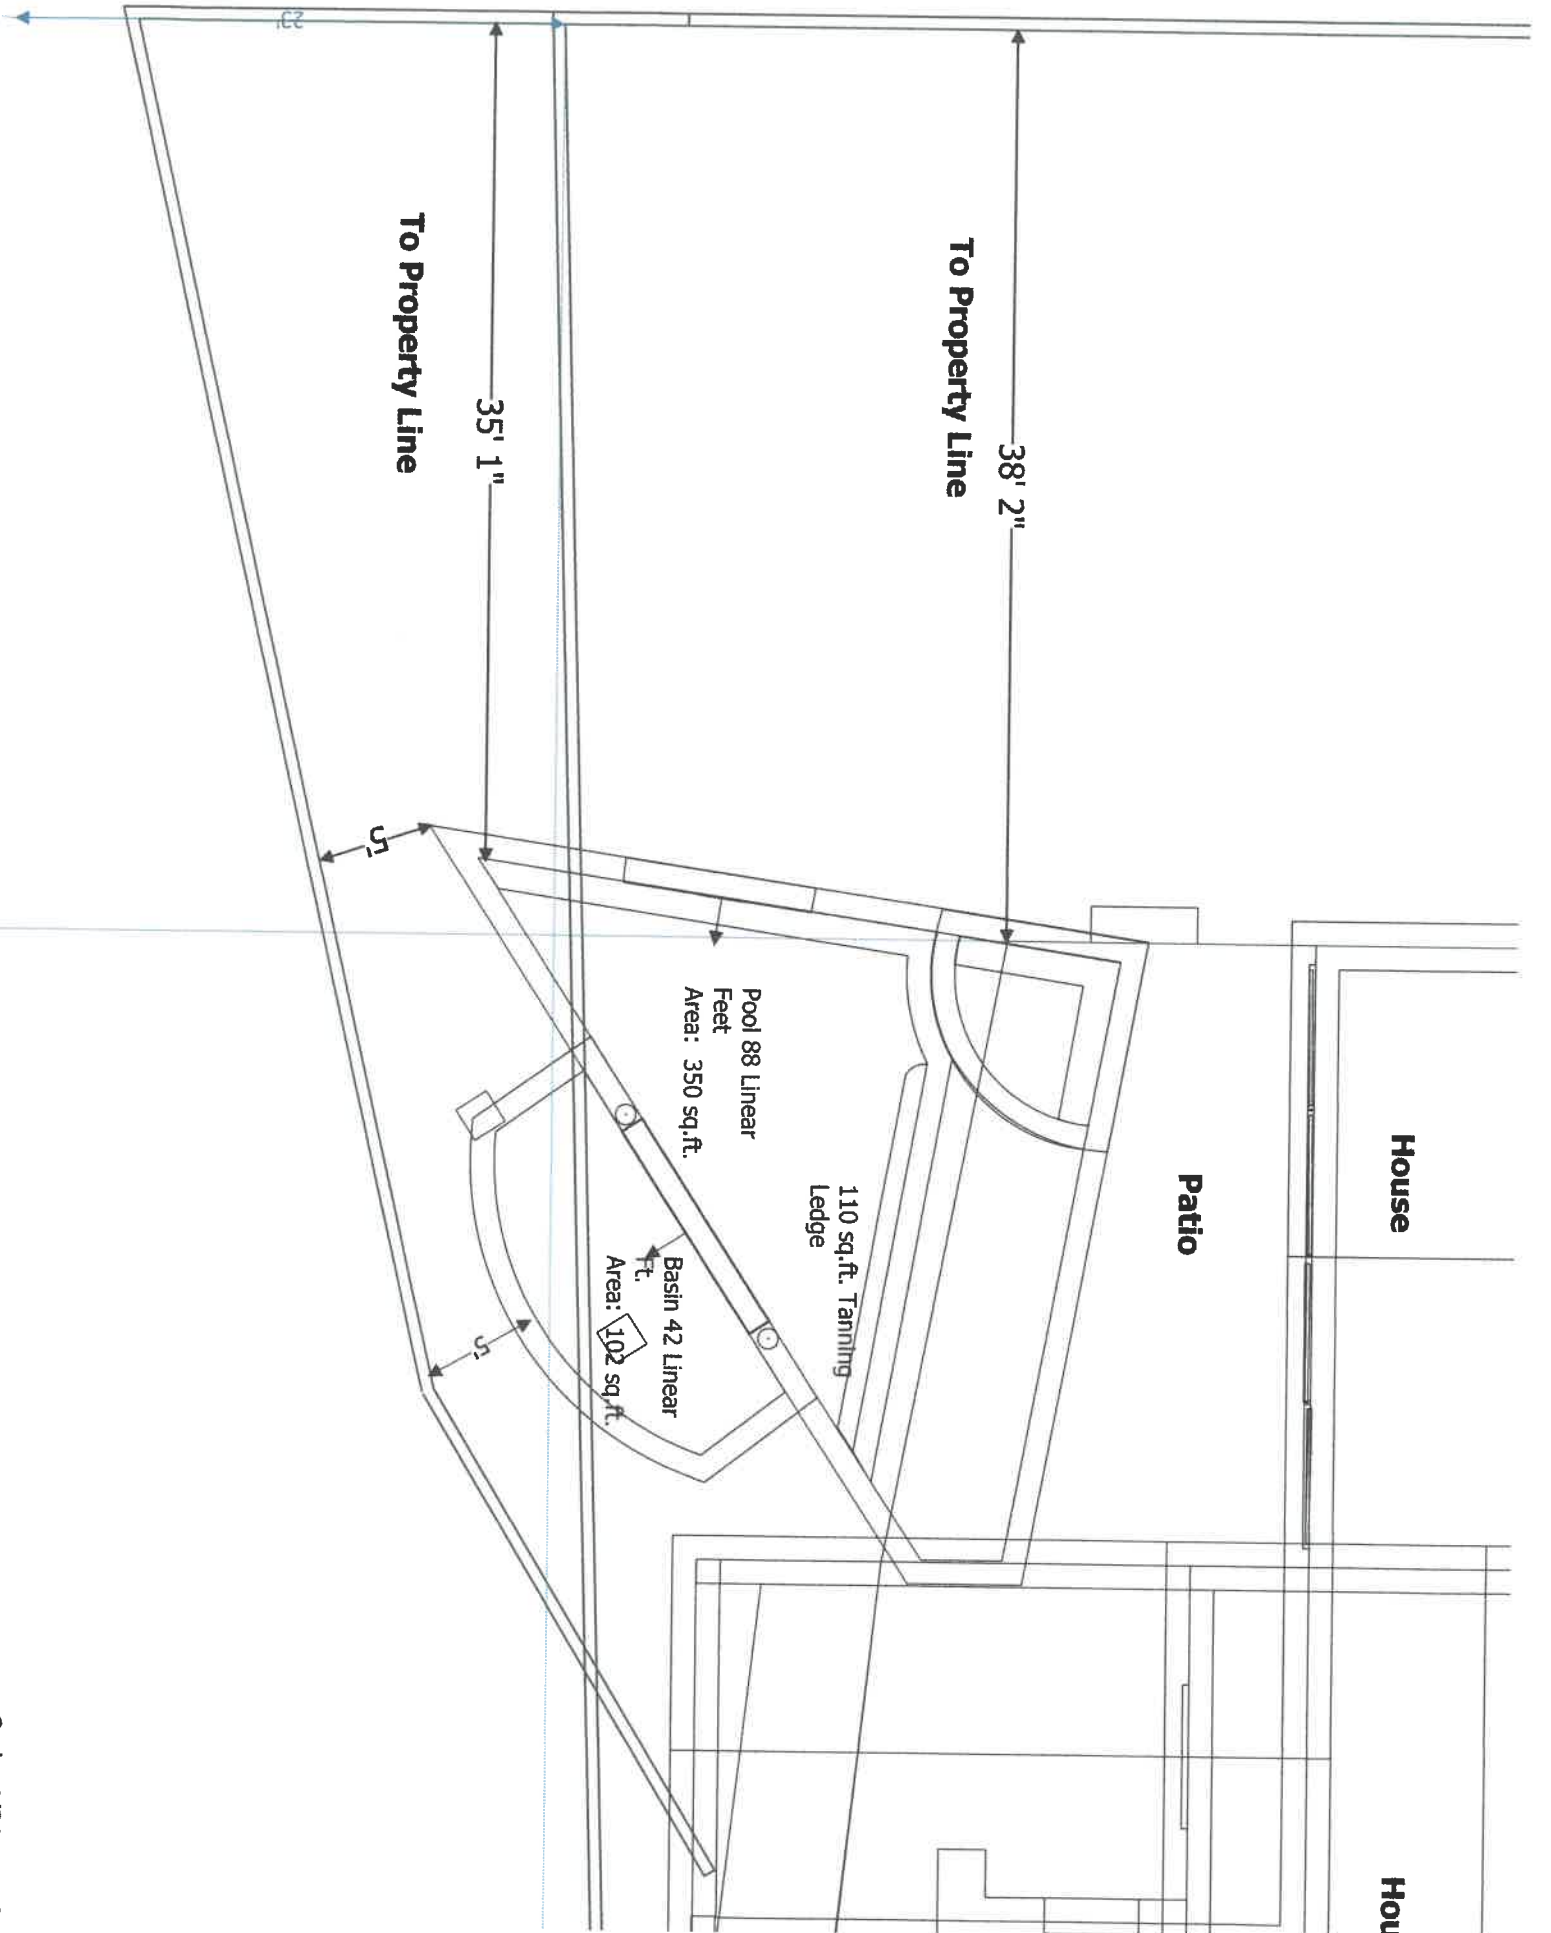 House
Hou
Patio
To Property Line
38' 2"
To Property Line
35' 1"
23'
110 sq.ft. Tanning
Ledge
Pool 88 Linear
Feet
Area: 350 sq.ft.
Basin 42 Linear
Ft.
Area: 102 sq.ft.
5'
5'